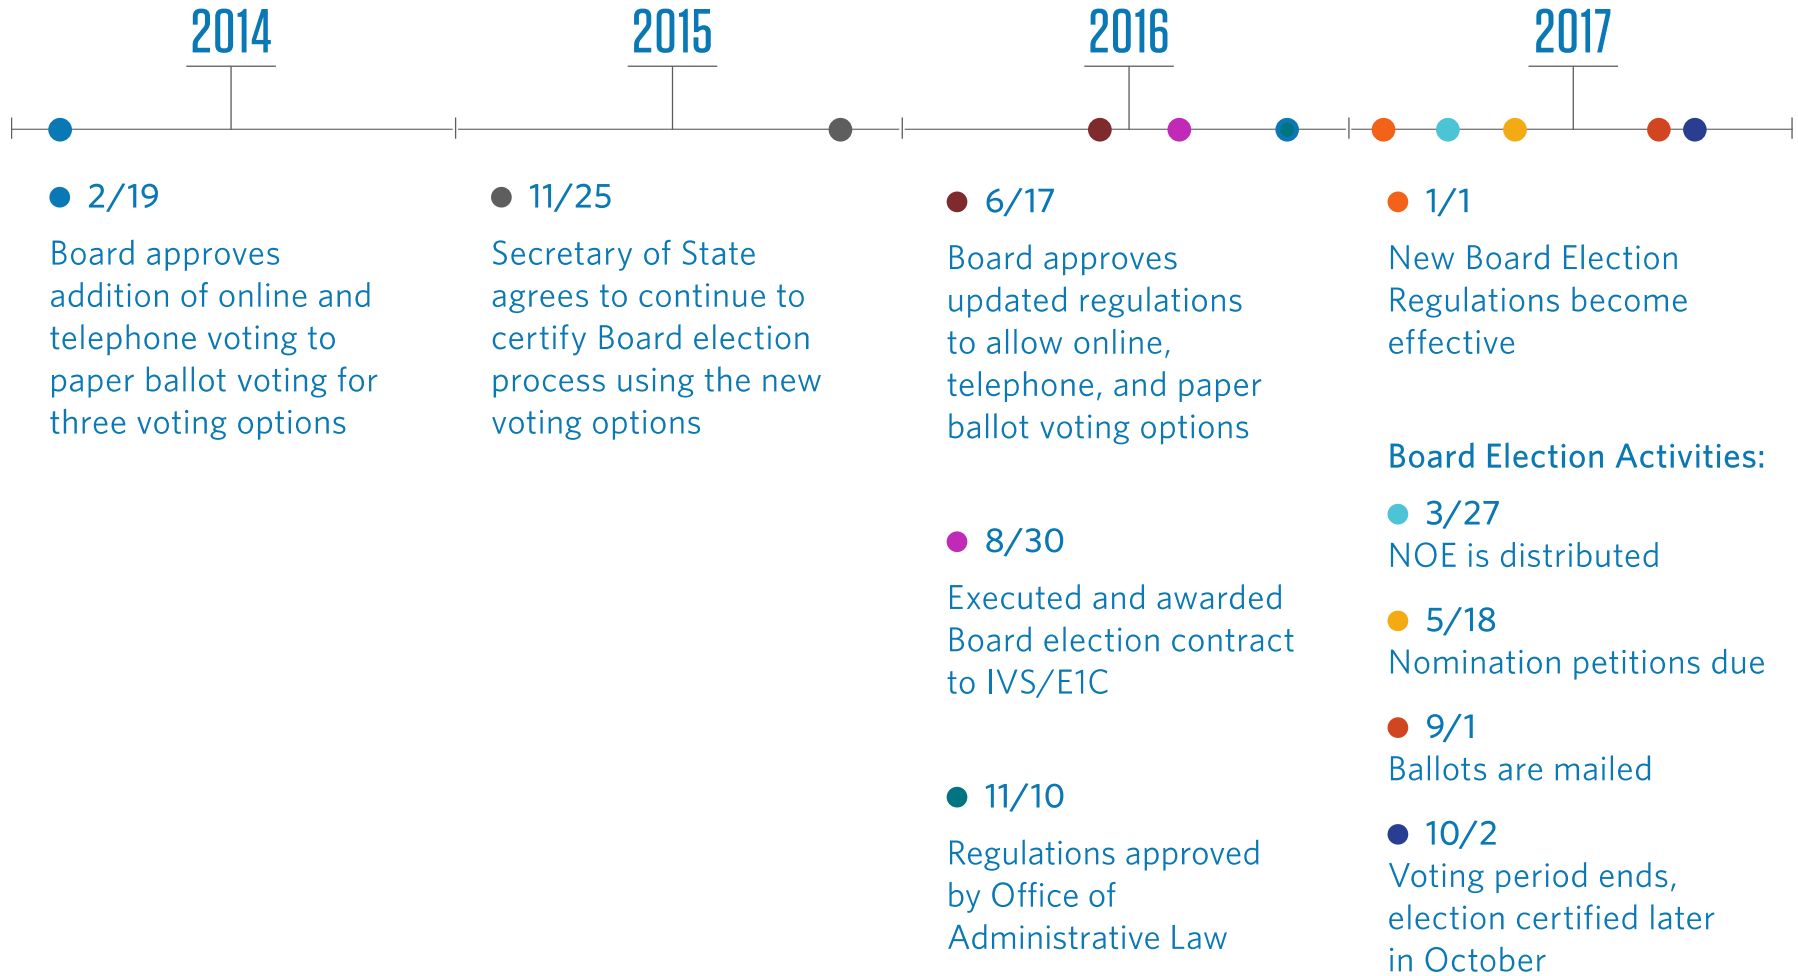 2014
2015
2016
2017
2/19
Board approves
addition of online and
telephone voting to
paper ballot voting for
three voting options
11/25
Secretary of State
agrees to continue to
certify Board election
process using the new
voting options
6/17
Board approves
updated regulations
to allow online,
telephone, and paper
ballot voting options
8/30
Executed and awarded
Board election contract
to IVS/E1C
11/10
Regulations approved
by Office of
Administrative Law
1/1
New Board Election
Regulations become
effective
Board Election Activities:
3/27
NOE is distributed
5/18
Nomination petitions due
9/1
Ballots are mailed
10/2
Voting period ends,
election certified later
in October